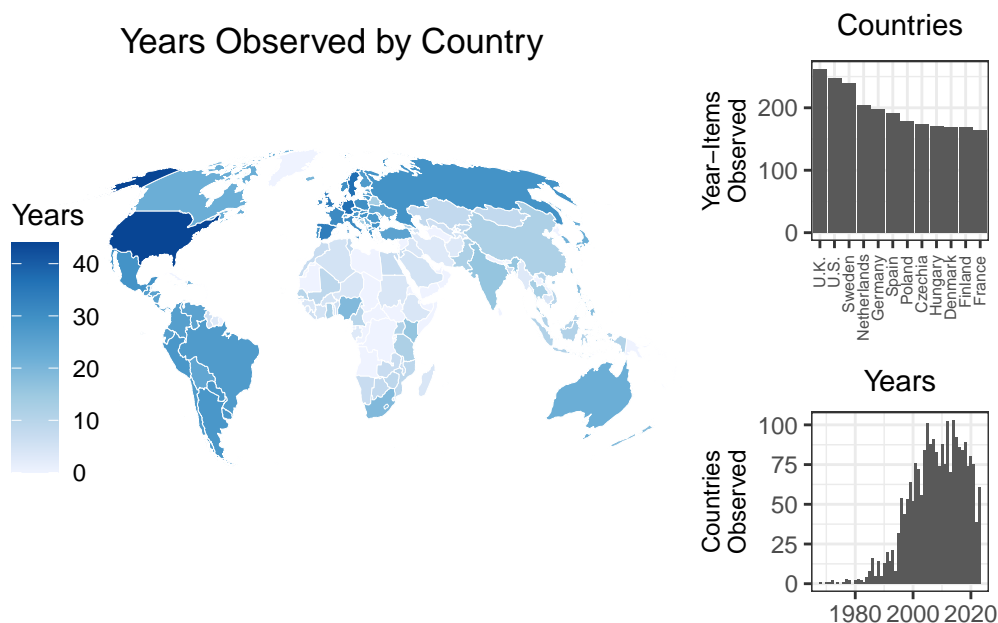 Years Observed by Country
Years
40
30
20
10
0
Countries
Year−Items
Observed
200
100
0
U.K.
U.S.
Sweden
Netherlands
Germany
Spain
Poland
Czechia
Hungary
Denmark
Finland
France
Years
Countries
Observed
100
75
50
25
0
1980 2000 2020